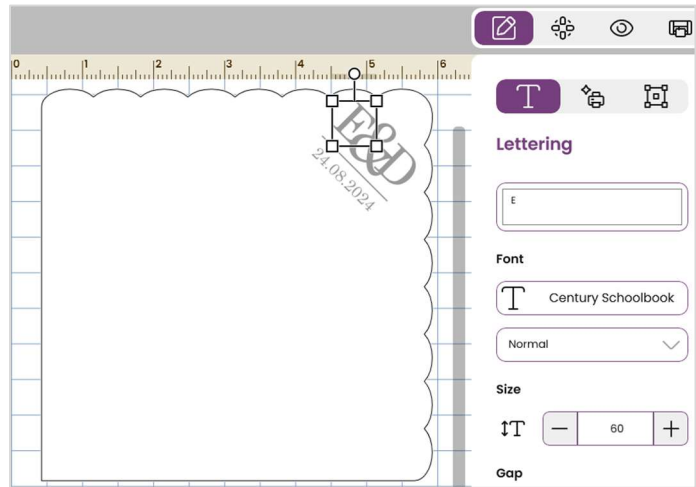 0 1 2 3 4 5 6
E&D
24.08.2024
Lettering
E
Font
T Century Schoolbook
Normal
Size
T 60
Gap